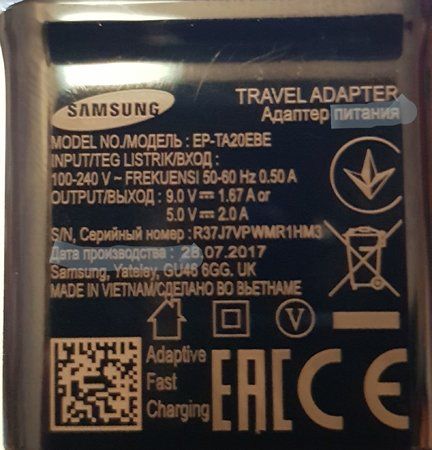 SAMSUNG
TRAVEL ADAPTER
Адаптер питания
MODEL NO./МОДЕЛЬ : EP-TA20EBE
INPUT/TEG LISTRIK/ВХОД :
100-240 V ~ FREKUENSI 50-60 Hz 0.50 A
OUTPUT/ВЫХОД : 9.0 V ⎓ 1.67 A or
5.0 V ⎓ 2.0 A
S/N, Серийный номер : R37J7VPWMR1HM3
Дата производства : 28.07.2017
Samsung, Yateley, GU46 6GG. UK
MADE IN VIETNAM/СДЕЛАНО ВО ВЬЕТНАМЕ
V
Adaptive
Fast
Charging
EAC CE